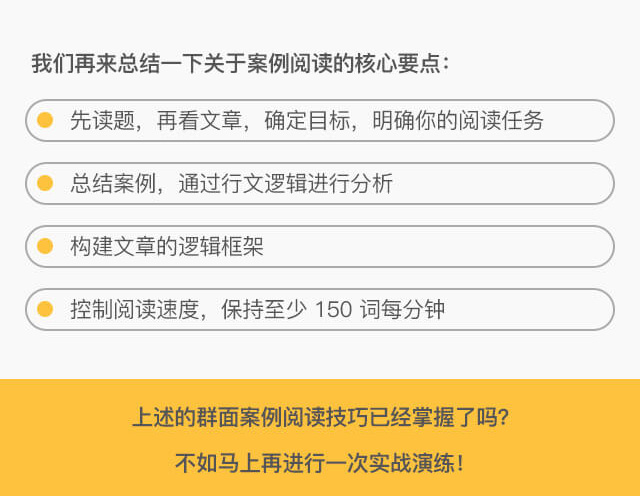 我们再来总结一下关于案例阅读的核心要点：
先读题，再看文章，确定目标，明确你的阅读任务
总结案例，通过行文逻辑进行分析
构建文章的逻辑框架
控制阅读速度，保持至少 150 词每分钟
上述的群面案例阅读技巧已经掌握了吗？
不如马上再进行一次实战演练！